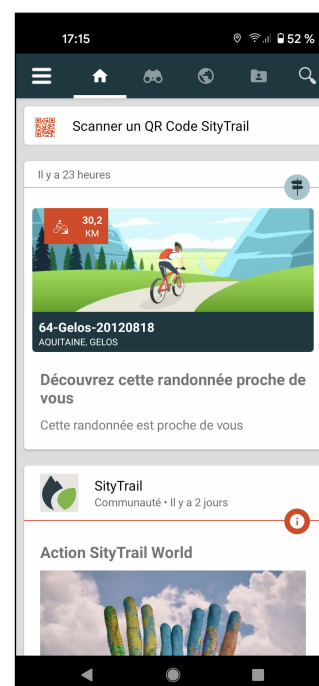 17:15
52 %
Scanner un QR Code SityTrail
Il y a 23 heures
30,2
KM
64-Gelos-20120818
AQUITAINE, GELOS
Découvrez cette randonnée proche de
vous
Cette randonnée est proche de vous
SityTrail
Communauté • Il y a 2 jours
Action SityTrail World